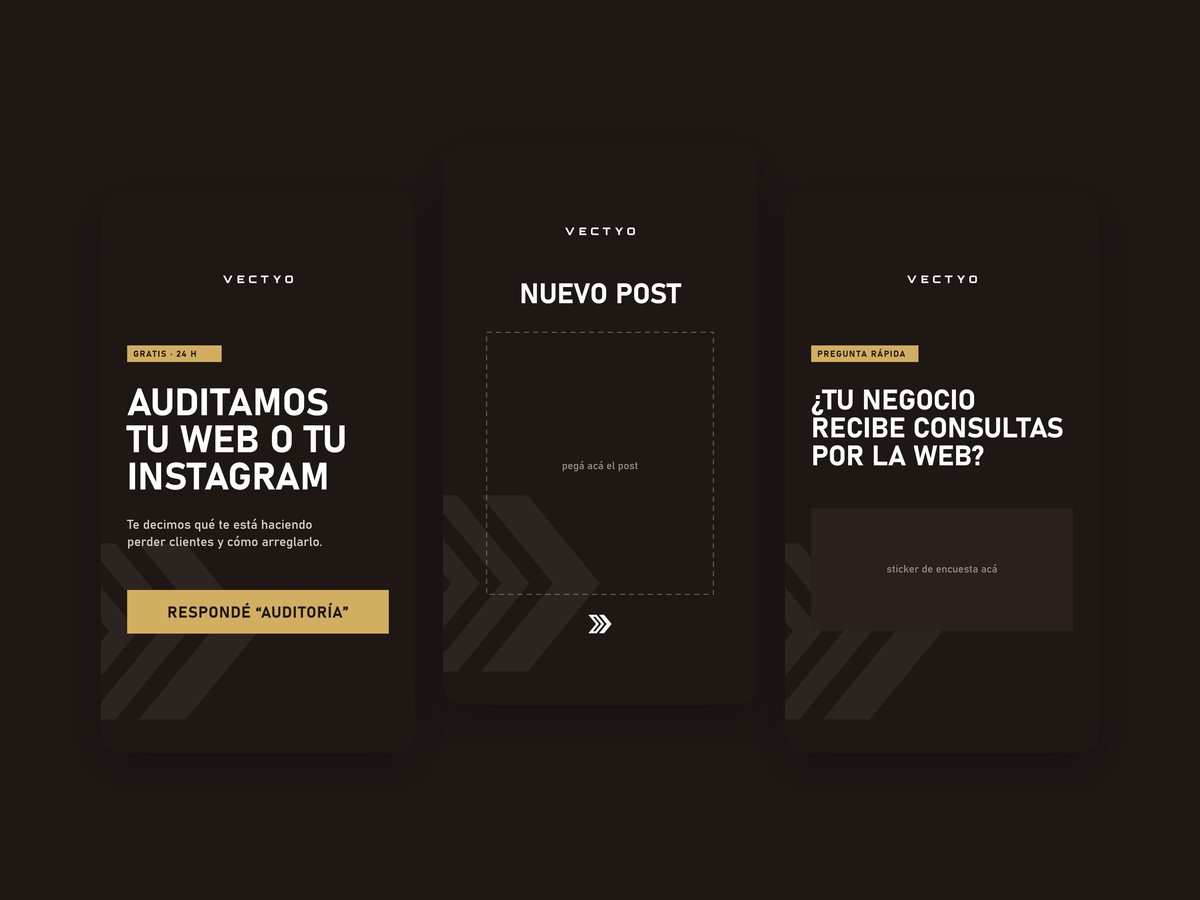 VECTYO
GRATIS · 24 H
AUDITAMOS
TU WEB O TU
INSTAGRAM
Te decimos qué te está haciendo
perder clientes y cómo arreglarlo.
RESPONDÉ “AUDITORÍA”
VECTYO
NUEVO POST
pegá acá el post
VECTYO
PREGUNTA RÁPIDA
¿TU NEGOCIO
RECIBE CONSULTAS
POR LA WEB?
sticker de encuesta acá